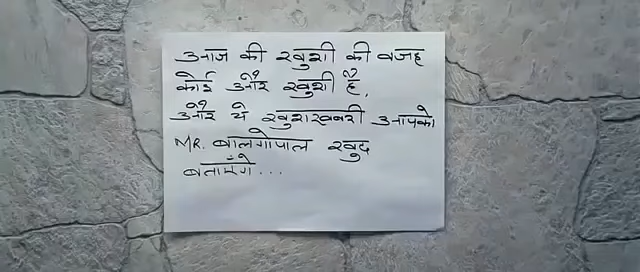 आज की खुशी की वजह
कोई और खुशी है,
और ये खुशखबरी आपको
MR. बालगोपाल खुद
बतायेंगे...